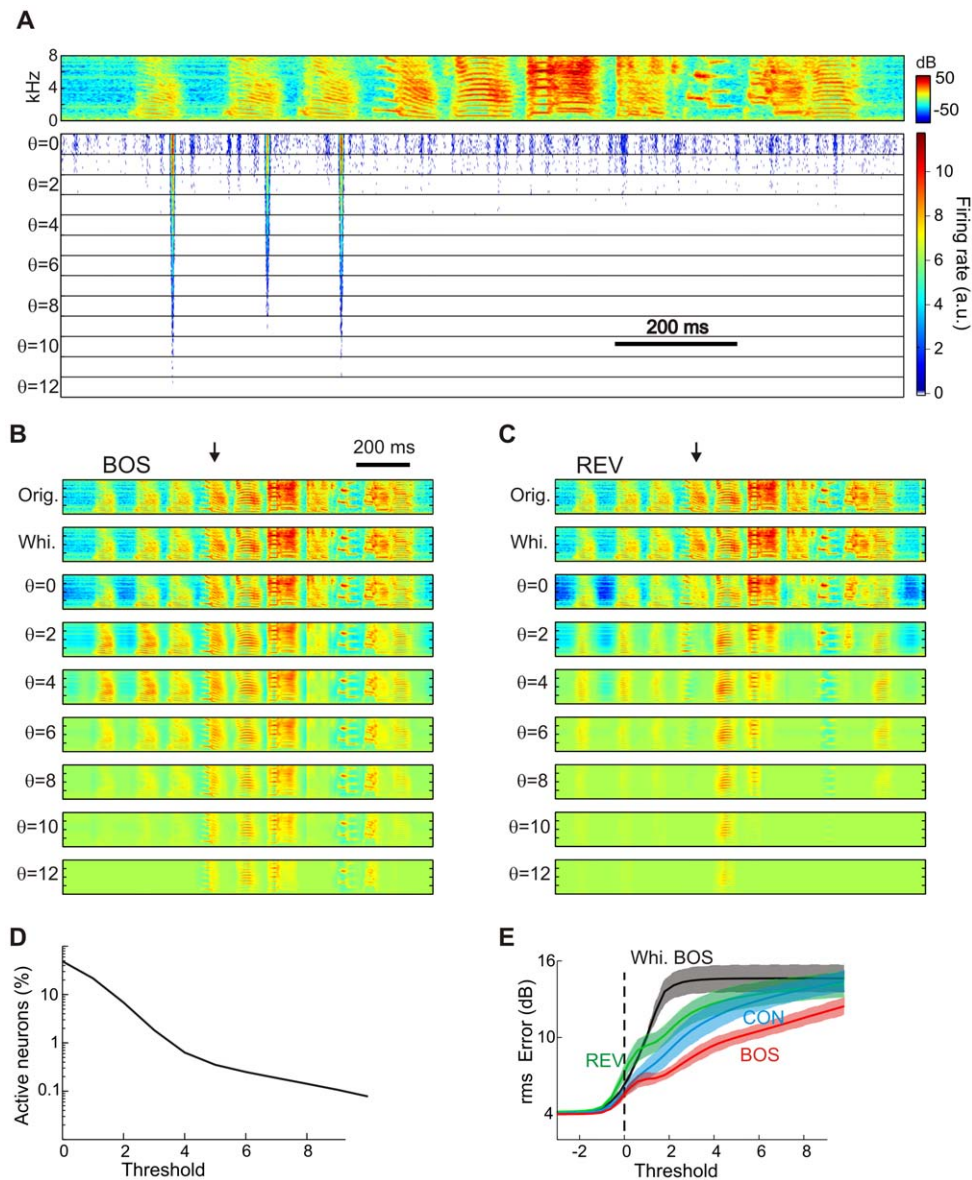 A
kHz
8
4
0
dB
50
-50
θ=0
θ=2
θ=4
θ=6
θ=8
θ=10
θ=12
200 ms
10
8
6
4
2
0
Firing rate (a.u.)
B
BOS
200 ms
Orig.
Whi.
θ=0
θ=2
θ=4
θ=6
θ=8
θ=10
θ=12
C
REV
Orig.
Whi.
θ=0
θ=2
θ=4
θ=6
θ=8
θ=10
θ=12
D
Active neurons (%)
10
1
0.1
0 2 4 6 8
Threshold
E
rms Error (dB)
16
10
4
Whi. BOS
REV
CON
BOS
-2 0 2 4 6 8
Threshold